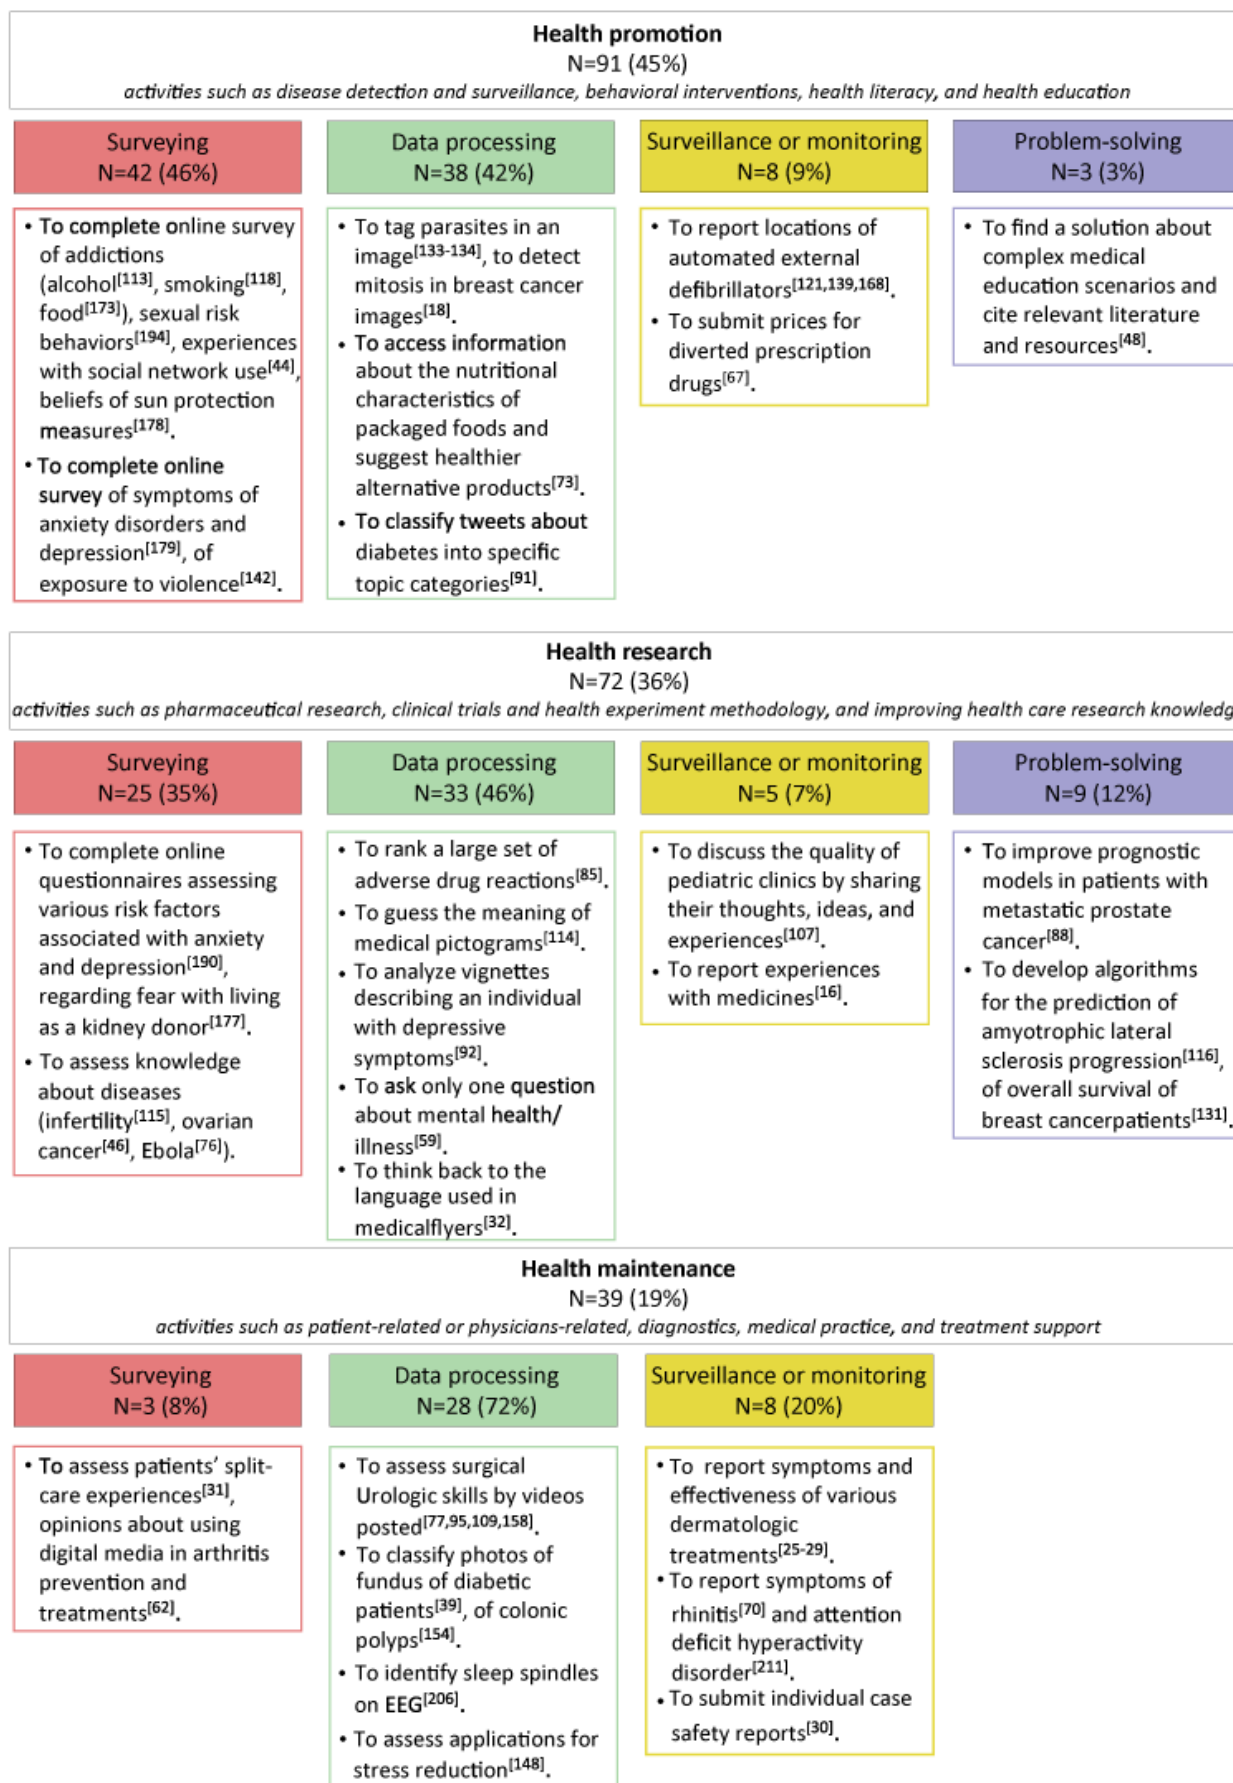 Health promotion
N=91 (45%)
activities such as disease detection and surveillance, behavioral interventions, health literacy, and health education
Surveying
N=42 (46%)
• To complete online survey
of addictions
(alcohol[113], smoking[118],
food[173]), sexual risk
behaviors[194], experiences
with social network use[44],
beliefs of sun protection
measures[178].
• To complete online
survey of symptoms of
anxiety disorders and
depression[179], of
exposure to violence[142].
Data processing
N=38 (42%)
• To tag parasites in an
image[133-134], to detect
mitosis in breast cancer
images[18].
• To access information
about the nutritional
characteristics of
packaged foods and
suggest healthier
alternative products[73].
• To classify tweets about
diabetes into specific
topic categories[91].
Surveillance or monitoring
N=8 (9%)
• To report locations of
automated external
defibrillators[121,139,168].
• To submit prices for
diverted prescription
drugs[67].
Problem-solving
N=3 (3%)
• To find a solution about
complex medical
education scenarios and
cite relevant literature
and resources[48].
Health research
N=72 (36%)
activities such as pharmaceutical research, clinical trials and health experiment methodology, and improving health care research knowledg
Surveying
N=25 (35%)
• To complete online
questionnaires assessing
various risk factors
associated with anxiety
and depression[190],
regarding fear with living
as a kidney donor[177].
• To assess knowledge
about diseases
(infertility[115], ovarian
cancer[46], Ebola[76]).
Data processing
N=33 (46%)
• To rank a large set of
adverse drug reactions[85].
• To guess the meaning of
medical pictograms[114].
• To analyze vignettes
describing an individual
with depressive
symptoms[92].
• To ask only one question
about mental health/
illness[59].
• To think back to the
language used in
medicalflyers[32].
Surveillance or monitoring
N=5 (7%)
• To discuss the quality of
pediatric clinics by sharing
their thoughts, ideas, and
experiences[107].
• To report experiences
with medicines[16].
Problem-solving
N=9 (12%)
• To improve prognostic
models in patients with
metastatic prostate
cancer[88].
• To develop algorithms
for the prediction of
amyotrophic lateral
sclerosis progression[116],
of overall survival of
breast cancerpatients[131].
Health maintenance
N=39 (19%)
activities such as patient-related or physicians-related, diagnostics, medical practice, and treatment support
Surveying
N=3 (8%)
• To assess patients’ split-
care experiences[31],
opinions about using
digital media in arthritis
prevention and
treatments[62].
Data processing
N=28 (72%)
• To assess surgical
Urologic skills by videos
posted[77,95,109,158].
• To classify photos of
fundus of diabetic
patients[39], of colonic
polyps[154].
• To identify sleep spindles
on EEG[206].
• To assess applications for
stress reduction[148].
Surveillance or monitoring
N=8 (20%)
• To report symptoms and
effectiveness of various
dermatologic
treatments[25-29].
• To report symptoms of
rhinitis[70] and attention
deficit hyperactivity
disorder[211].
• To submit individual case
safety reports[30].